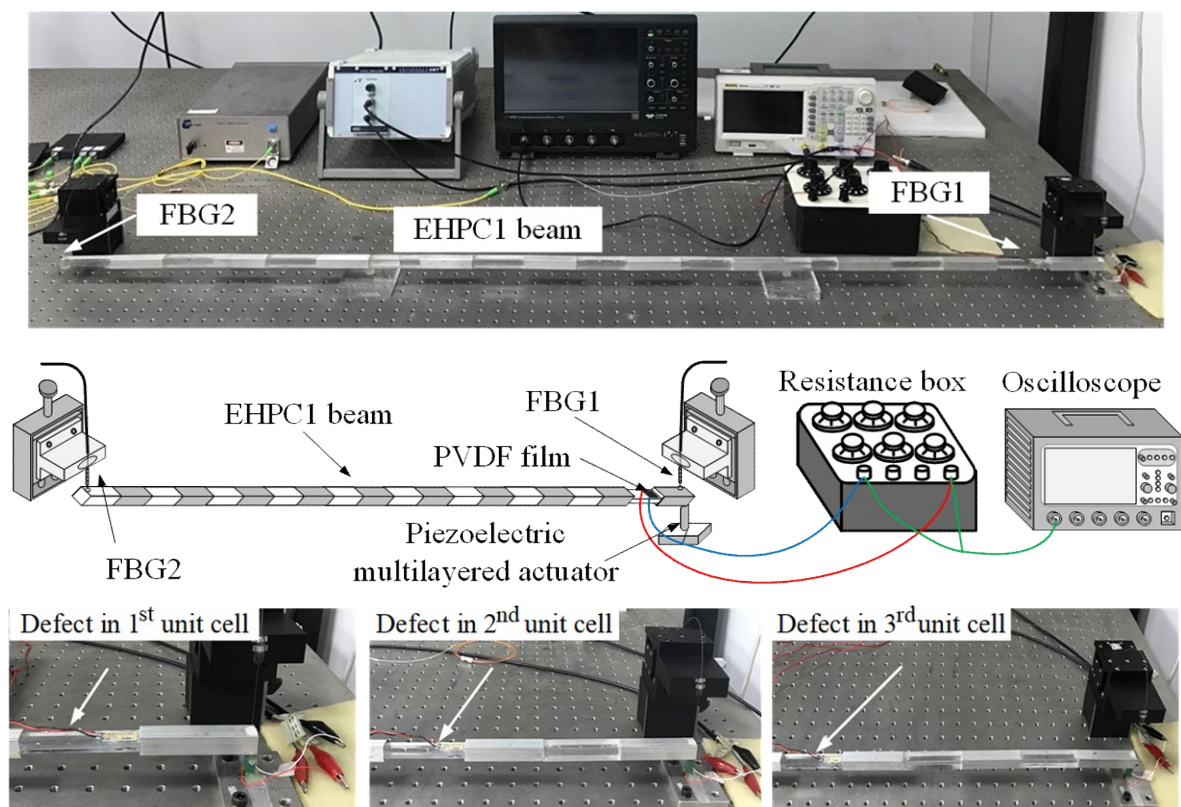 FBG2
FBG1
EHPC1 beam
EHPC1 beam
FBG1
PVDF film
Resistance box
Oscilloscope
Piezoelectric
multilayered actuator
FBG2
Defect in 1st unit cell
Defect in 2nd unit cell
Defect in 3rd unit cell